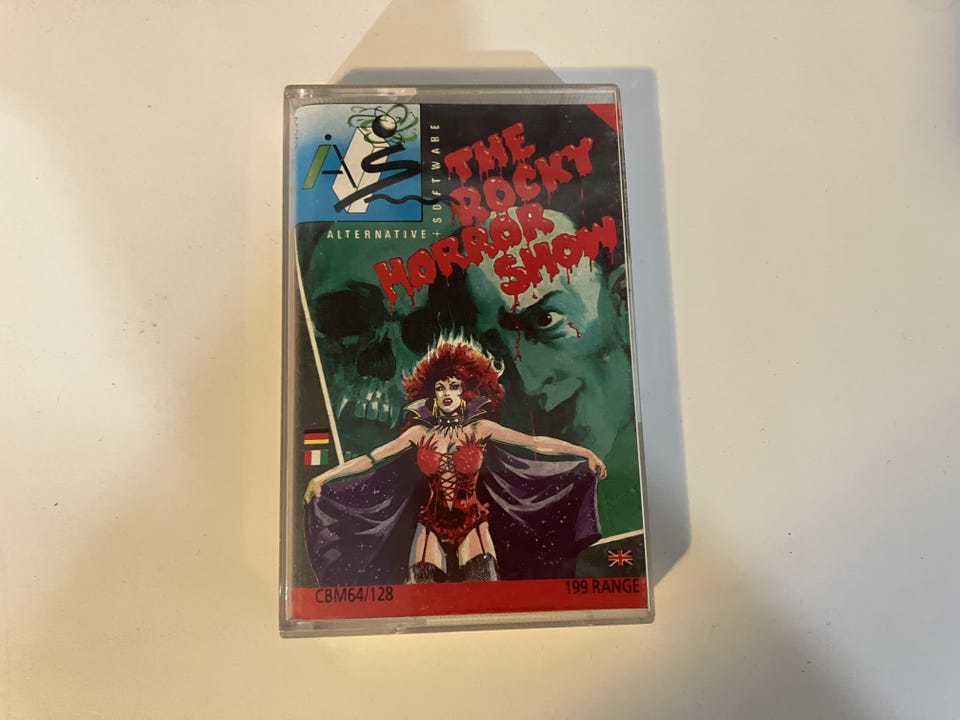 AS
SOFTWARE
ALTERNATIVE +
THE
ROCKY
HORROR
SHOW
CBM64/128
199 RANGE